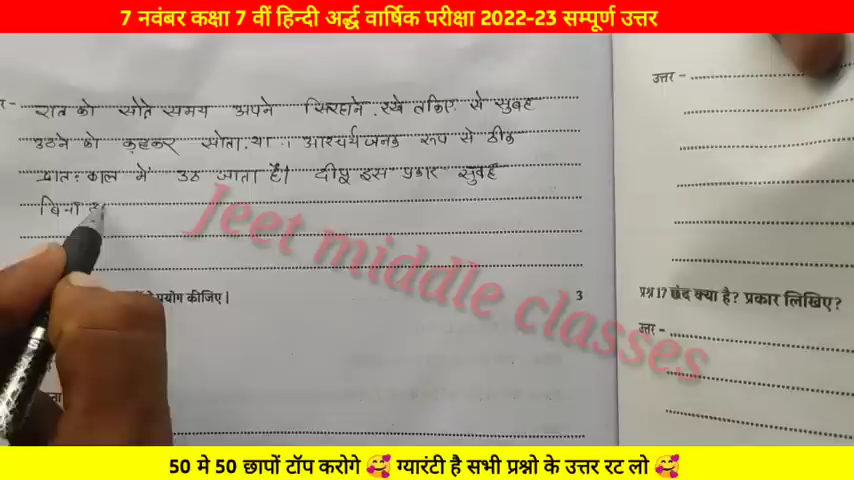 7 नवंबर कक्षा 7 वीं हिन्दी अर्द्ध वार्षिक परीक्षा 2022-23 सम्पूर्ण उत्तर
रात को सोते समय अपने सिरहाने रखे तकिए से सुबह
उठने को कहकर सोता था । आश्चर्यजनक रूप से ठीक
प्रात: काल में उठ जाता है। दीपू इस प्रकार सुबह
बिना
प्रयोग कीजिए |
3
उत्तर -
प्रश्न 17 छंद क्या है? प्रकार लिखिए?
उत्तर -
Jeet middle classes
50 मे 50 छापों टॉप करोगे 🥰 ग्यारंटी है सभी प्रश्नो के उत्तर रट लो 🥰